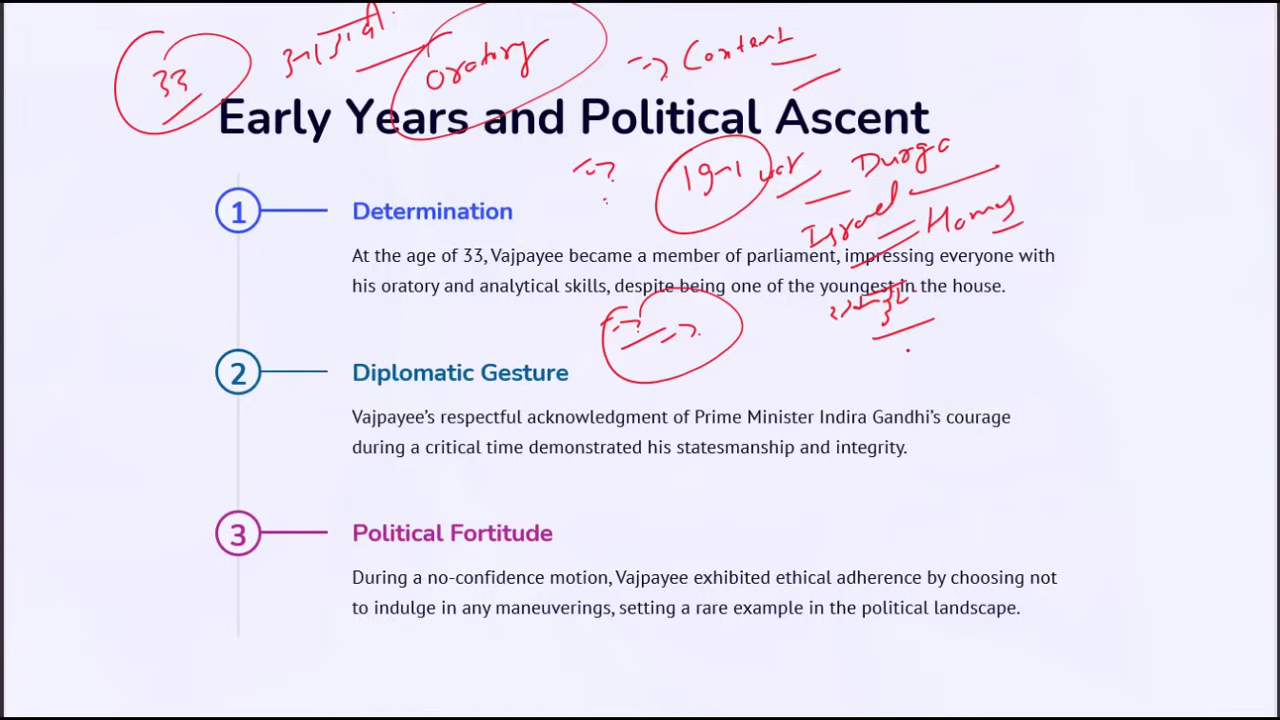 33
Oratory
=> Content
Early Years and Political Ascent
war Durga
Israel Hamas
1 Determination
At the age of 33, Vajpayee became a member of parliament, impressing everyone with
his oratory and analytical skills, despite being one of the youngest in the house.
2 Diplomatic Gesture
Vajpayee’s respectful acknowledgment of Prime Minister Indira Gandhi’s courage
during a critical time demonstrated his statesmanship and integrity.
3 Political Fortitude
During a no-confidence motion, Vajpayee exhibited ethical adherence by choosing not
to indulge in any maneuverings, setting a rare example in the political landscape.